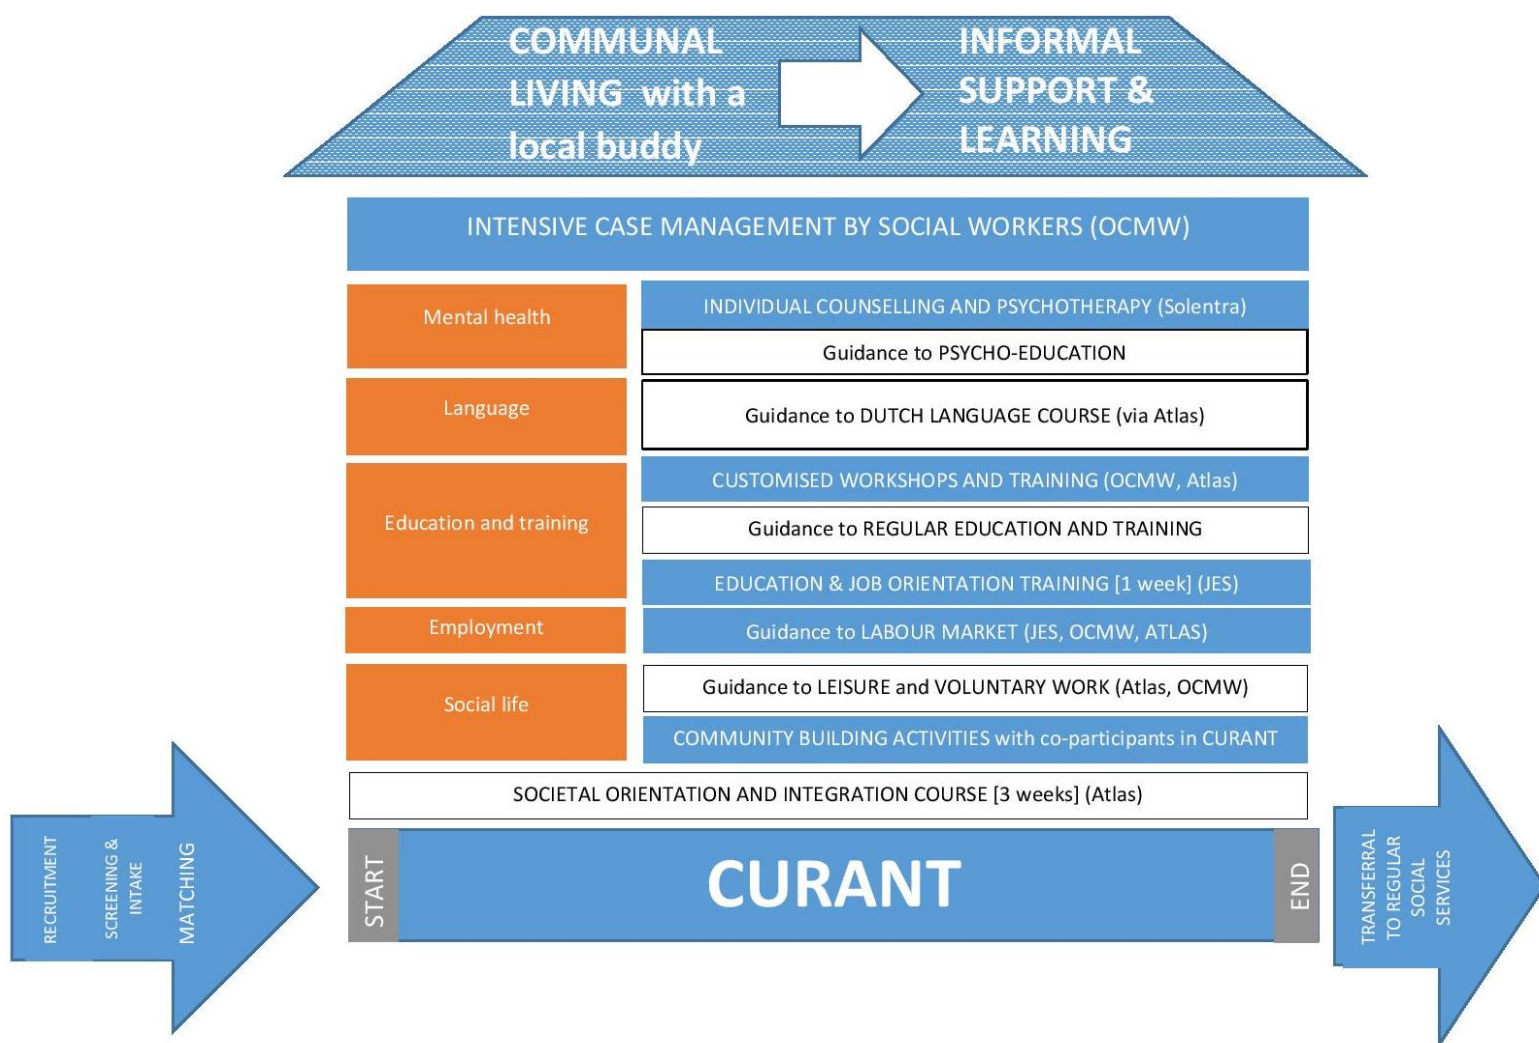 COMMUNAL
LIVING with a
local buddy
INFORMAL
SUPPORT &
LEARNING
INTENSIVE CASE MANAGEMENT BY SOCIAL WORKERS (OCMW)
Mental health
INDIVIDUAL COUNSELLING AND PSYCHOTHERAPY (Solentra)
Guidance to PSYCHO-EDUCATION
Language
Guidance to DUTCH LANGUAGE COURSE (via Atlas)
Education and training
CUSTOMISED WORKSHOPS AND TRAINING (OCMW, Atlas)
Guidance to REGULAR EDUCATION AND TRAINING
EDUCATION & JOB ORIENTATION TRAINING [1 week] (JES)
Employment
Guidance to LABOUR MARKET (JES, OCMW, ATLAS)
Social life
Guidance to LEISURE and VOLUNTARY WORK (Atlas, OCMW)
COMMUNITY BUILDING ACTIVITIES with co-participants in CURANT
SOCIETAL ORIENTATION AND INTEGRATION COURSE [3 weeks] (Atlas)
RECRUITMENT
SCREENING &
INTAKE
MATCHING
START
CURANT
END
TRANSFERRAL
TO REGULAR
SOCIAL
SERVICES